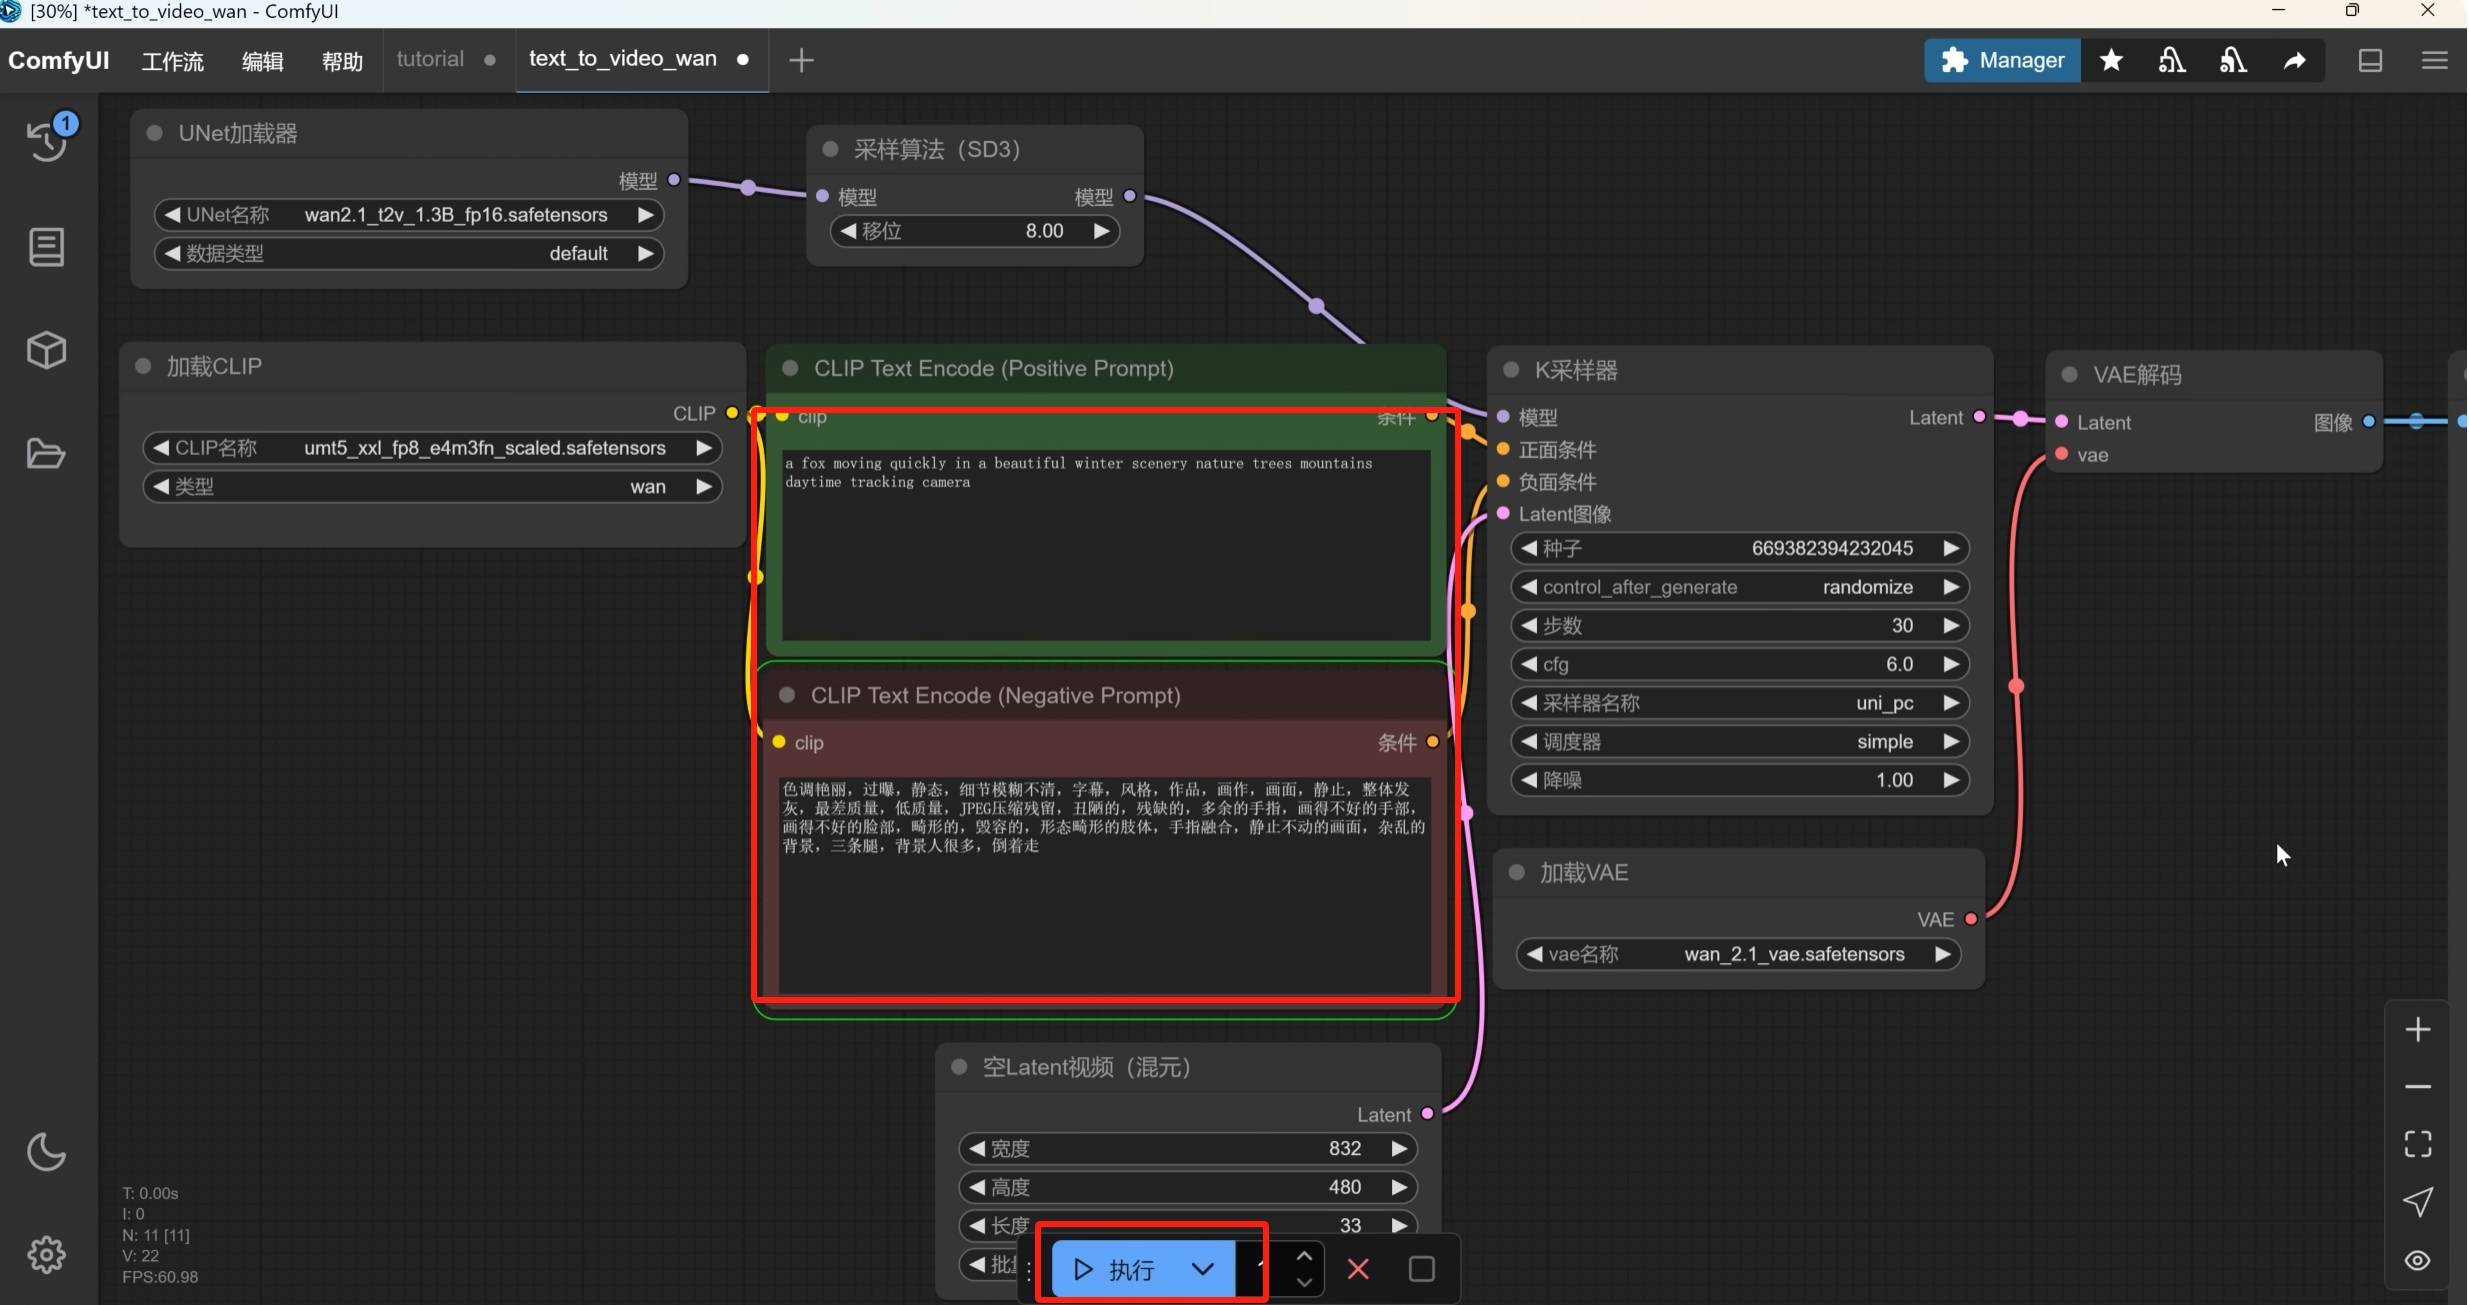 [30%] *text_to_video_wan - ComfyUI
ComfyUI 工作流 编辑 帮助 tutorial text_to_video_wan Manager
1
UNet加载器
模型
UNet名称 wan2.1_t2v_1.3B_fp16.safetensors
数据类型 default
采样算法（SD3）
模型 模型
移位 8.00
加载CLIP
CLIP
CLIP名称 umt5_xxl_fp8_e4m3fn_scaled.safetensors
类型 wan
CLIP Text Encode (Positive Prompt)
clip 条件
a fox moving quickly in a beautiful winter scenery nature trees mountains
daytime tracking camera
CLIP Text Encode (Negative Prompt)
clip 条件
色调艳丽，过曝，静态，细节模糊不清，字幕，风格，作品，画作，画面，静止，整体发
灰，最差质量，低质量，JPEG压缩残留，丑陋的，残缺的，多余的手指，画得不好的手部，
画得不好的脸部，畸形的，毁容的，形态畸形的肢体，手指融合，静止不动的画面，杂乱的
背景，三条腿，背景人很多，倒着走
K采样器
模型 Latent
正面条件
负面条件
Latent图像
种子 669382394232045
control_after_generate randomize
步数 30
cfg 6.0
采样器名称 uni_pc
调度器 simple
降噪 1.00
VAE解码
Latent 图像
vae
加载VAE
VAE
vae名称 wan_2.1_vae.safetensors
空Latent视频（混元）
Latent
宽度 832
高度 480
长度 33
执行
T: 0.00s
I: 0
N: 11 [11]
V: 22
FPS:60.98